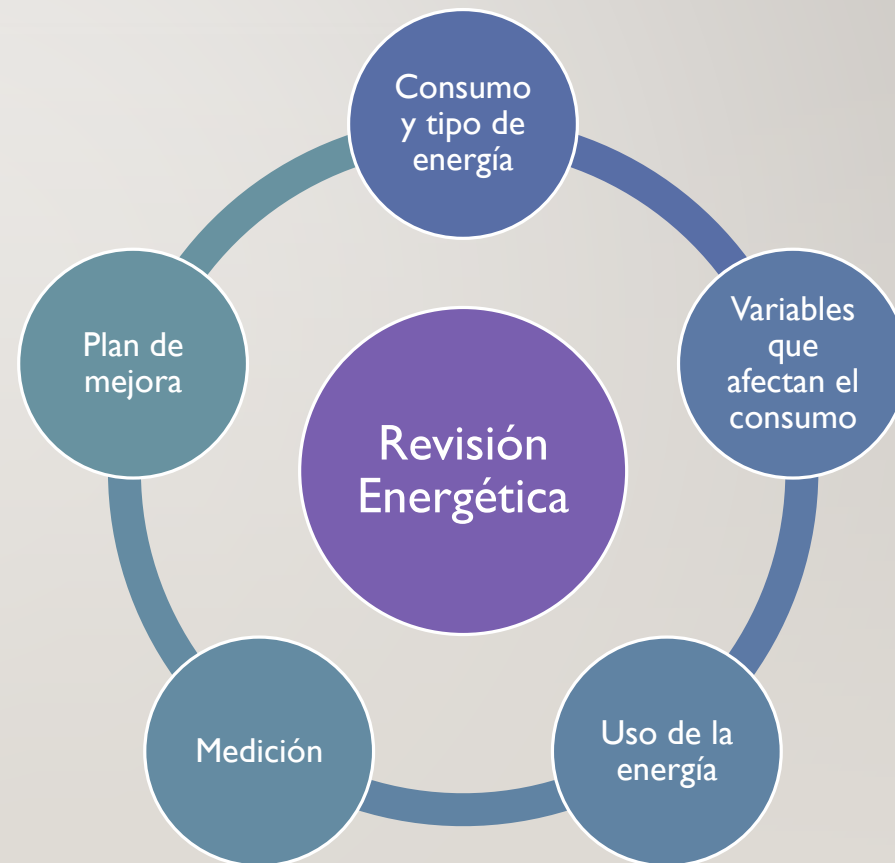 Consumo
y tipo de
energía
Variables
que
afectan el
consumo
Uso de la
energía
Medición
Plan de
mejora
Revisión
Energética